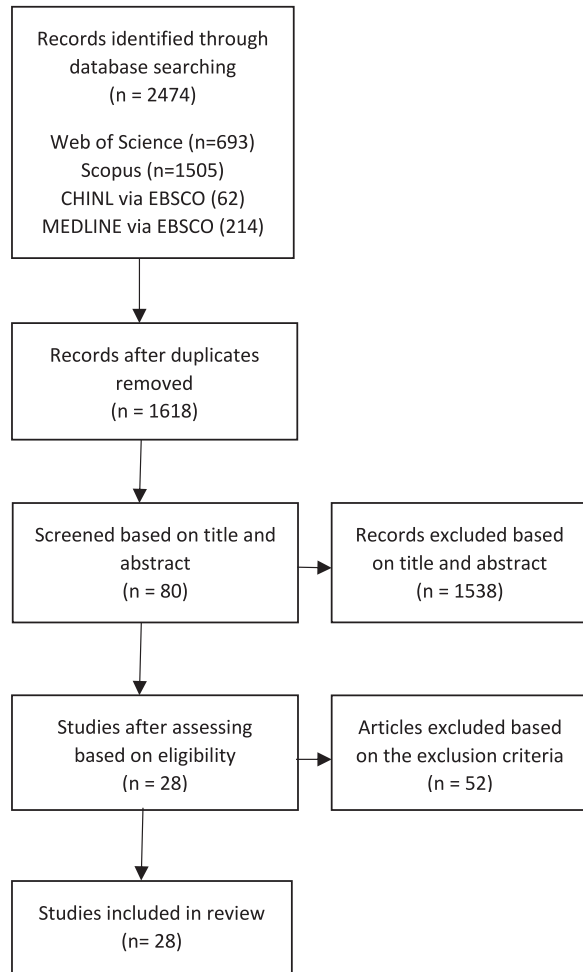 Records identified through
database searching
(n = 2474)
Web of Science (n=693)
Scopus (n=1505)
CHINL via EBSCO (62)
MEDLINE via EBSCO (214)
Records after duplicates
removed
(n = 1618)
Screened based on title and
abstract
(n = 80)
Records excluded based
on title and abstract
(n = 1538)
Studies after assessing
based on eligibility
(n = 28)
Articles excluded based
on the exclusion criteria
(n = 52)
Studies included in review
(n= 28)